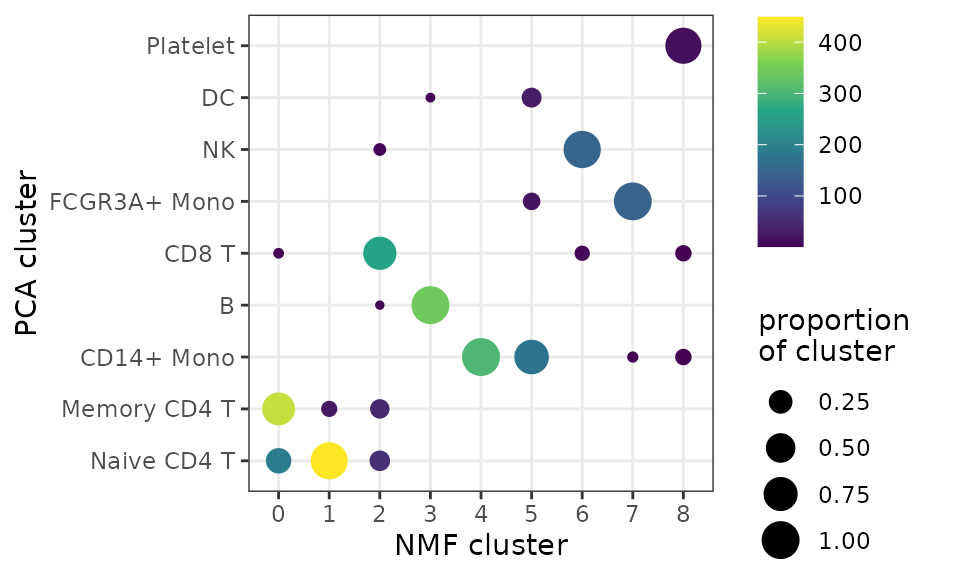 Platelet
DC
NK
FCGR3A+ Mono
CD8 T
B
CD14+ Mono
Memory CD4 T
Naive CD4 T
PCA cluster
0 1 2 3 4 5 6 7 8
NMF cluster
400
300
200
100
proportion
of cluster
0.25
0.50
0.75
1.00